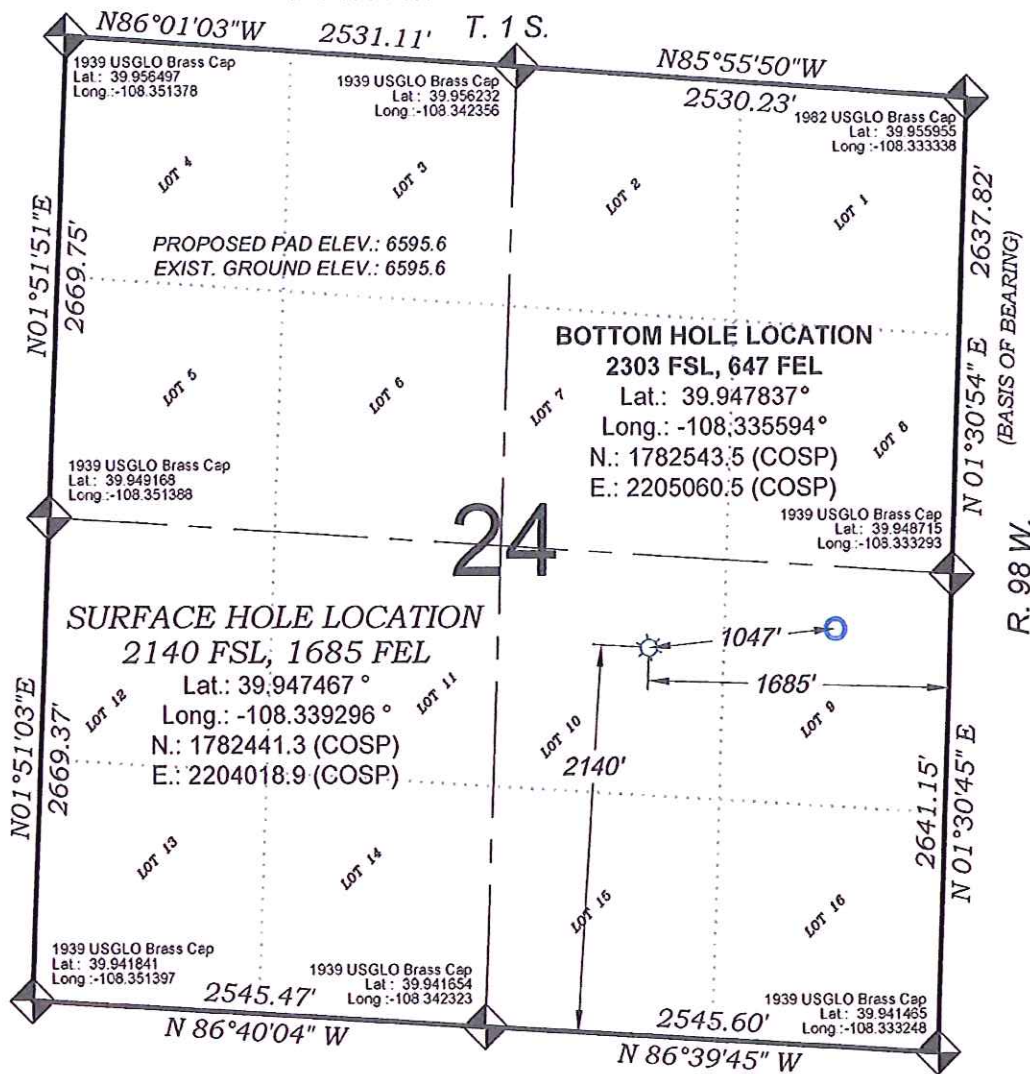 T. 1 S.
N86°01'03"W
2531.11'
N85°55'50"W
2530.23'
1939 USGLO Brass Cap
Lat.: 39.956497
Long.:-108.351378
1939 USGLO Brass Cap
Lat : 39.956232
Long :-108.342356
1982 USGLO Brass Cap
Lat : 39.955955
Long :-108.333338
LOT 4
LOT 3
LOT 2
LOT 1
N01°51'51"E
2669.75'
2637.82'
N 01°30'54" E
(BASIS OF BEARING)
PROPOSED PAD ELEV.: 6595.6
EXIST. GROUND ELEV.: 6595.6
BOTTOM HOLE LOCATION
2303 FSL, 647 FEL
Lat.: 39.947837°
Long.: -108.335594°
N.: 1782543.5 (COSP)
E.: 2205060.5 (COSP)
LOT 5
LOT 6
LOT 7
LOT 8
1939 USGLO Brass Cap
Lat.: 39.949168
Long :-108.351388
1939 USGLO Brass Cap
Lat : 39.948715
Long :-108.333293
24
R. 98 W.
SURFACE HOLE LOCATION
2140 FSL, 1685 FEL
Lat.: 39.947467 °
Long.: -108.339296 °
N.: 1782441.3 (COSP)
E.: 2204018.9 (COSP)
1047'
1685'
2140'
LOT 12
LOT 11
LOT 10
LOT 9
N01°51'03"E
2669.37'
2641.15'
N 01°30'45" E
LOT 13
LOT 14
LOT 15
LOT 16
1939 USGLO Brass Cap
Lat : 39.941841
Long :-108.351397
1939 USGLO Brass Cap
Lat : 39.941654
Long :-108 342323
1939 USGLO Brass Cap
Lat : 39.941465
Long :-108.333248
2545.47'
N 86°40'04" W
2545.60'
N 86°39'45" W